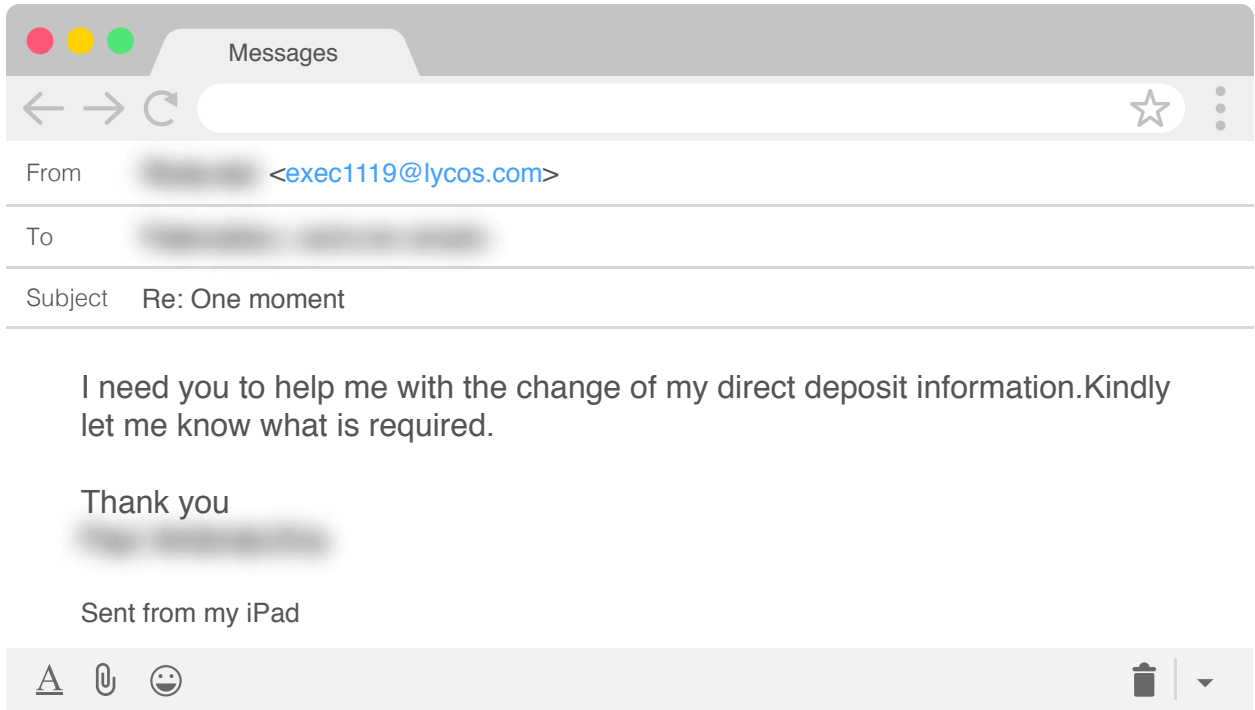 Messages
From <exec1119@lycos.com>
To
Subject Re: One moment
I need you to help me with the change of my direct deposit information.Kindly
let me know what is required.
Thank you
Sent from my iPad
A